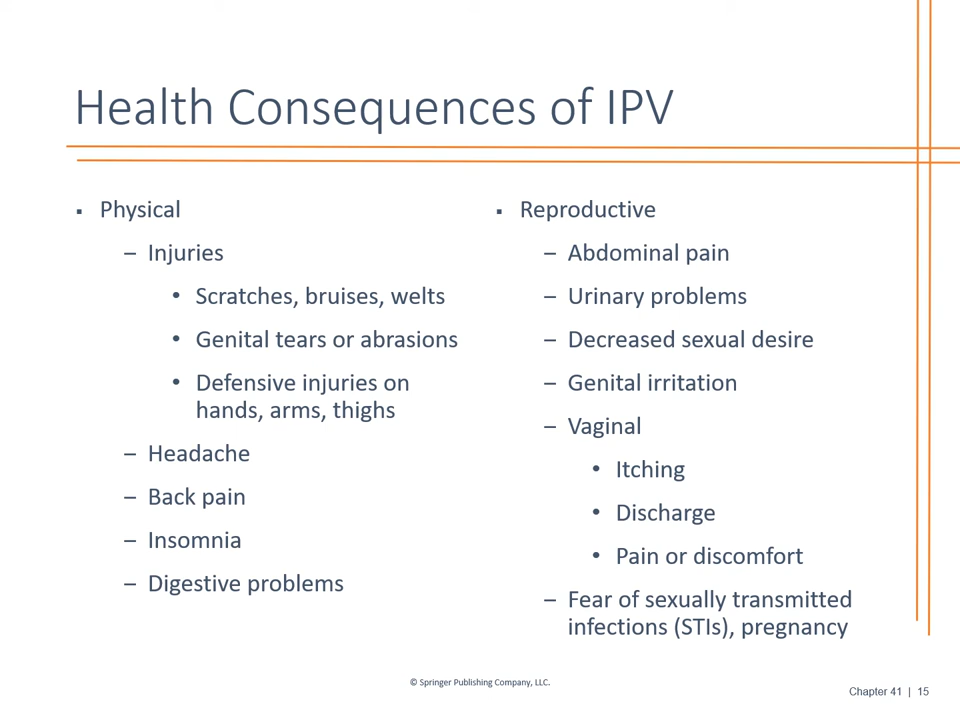 Health Consequences of IPV
▪ Physical
– Injuries
• Scratches, bruises, welts
• Genital tears or abrasions
• Defensive injuries on
hands, arms, thighs
– Headache
– Back pain
– Insomnia
– Digestive problems
▪ Reproductive
– Abdominal pain
– Urinary problems
– Decreased sexual desire
– Genital irritation
– Vaginal
• Itching
• Discharge
• Pain or discomfort
– Fear of sexually transmitted
infections (STIs), pregnancy
© Springer Publishing Company, LLC.
Chapter 41 | 15